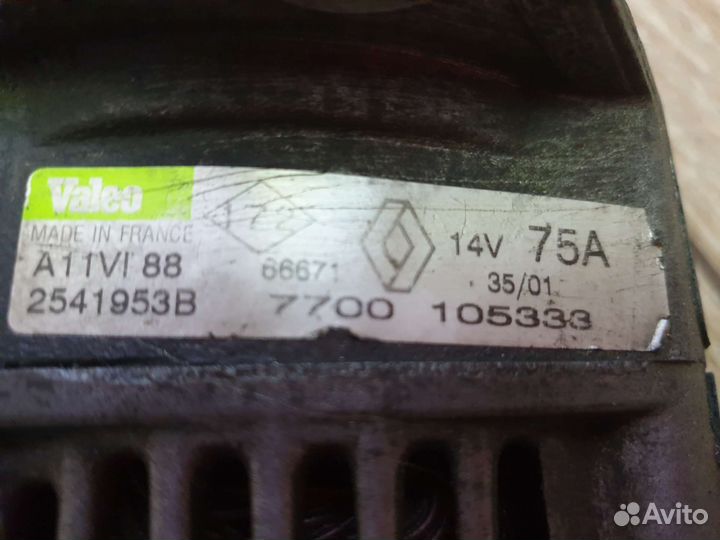 Valeo
MADE IN FRANCE
A11VI 88
2541953B
66671
7700 105333
14V 75A
35/01
Avito